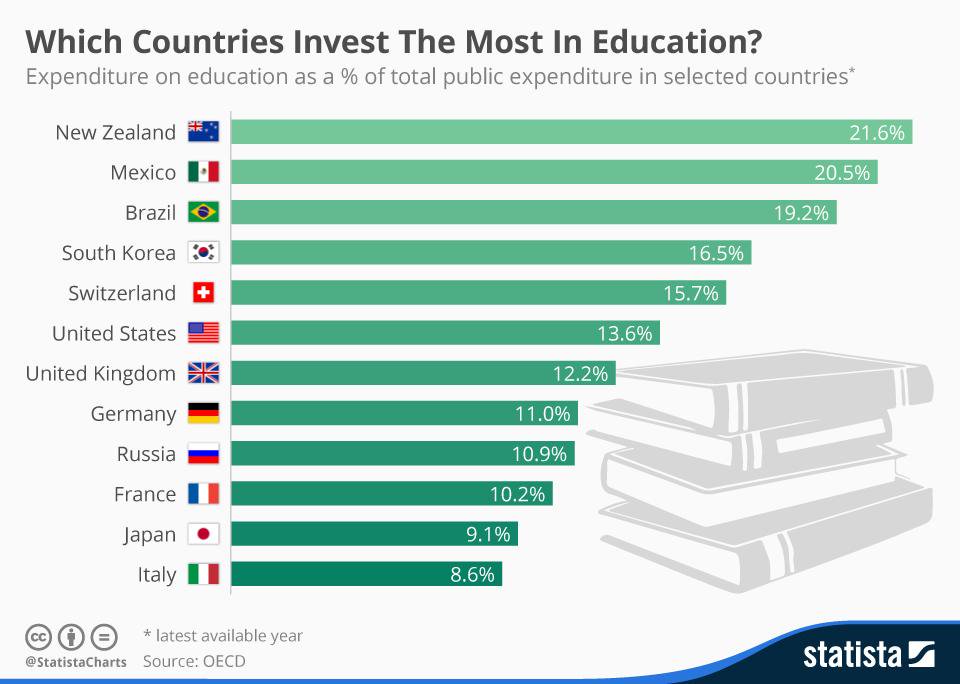 Which Countries Invest The Most In Education?
Expenditure on education as a % of total public expenditure in selected countries*
New Zealand 21.6%
Mexico 20.5%
Brazil 19.2%
South Korea 16.5%
Switzerland 15.7%
United States 13.6%
United Kingdom 12.2%
Germany 11.0%
Russia 10.9%
France 10.2%
Japan 9.1%
Italy 8.6%
* latest available year
@StatistaCharts Source: OECD
cc
statista